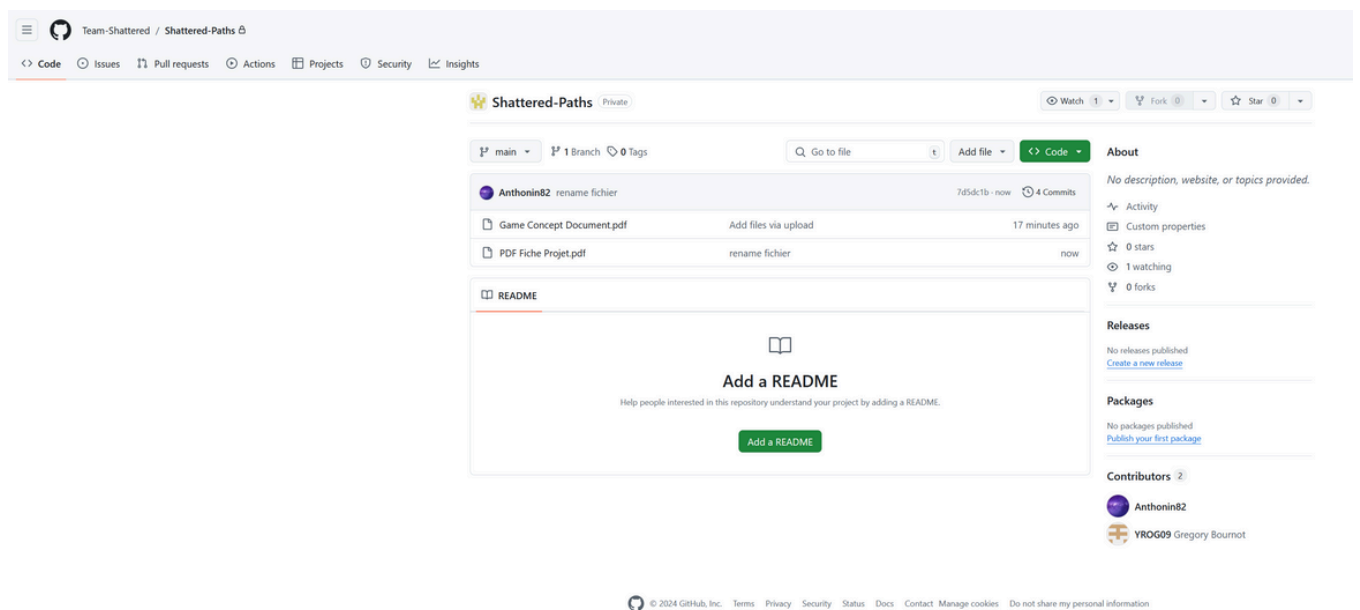 Team-Shattered / Shattered-Paths
Code Issues Pull requests Actions Projects Security Insights
Shattered-Paths Private
Watch 1 Fork 0 Star 0
main 1 Branch 0 Tags Go to file t Add file Code
Anthonin82 rename fichier 7d5dc1b · now 4 Commits
Game Concept Document.pdf Add files via upload 17 minutes ago
PDF Fiche Projet.pdf rename fichier now
README
Add a README
Help people interested in this repository understand your project by adding a README.
Add a README
About
No description, website, or topics provided.
Activity
Custom properties
0 stars
1 watching
0 forks
Releases
No releases published
Create a new release
Packages
No packages published
Publish your first package
Contributors 2
Anthonin82
YROG09 Gregory Bournot
© 2024 GitHub, Inc. Terms Privacy Security Status Docs Contact Manage cookies Do not share my personal information